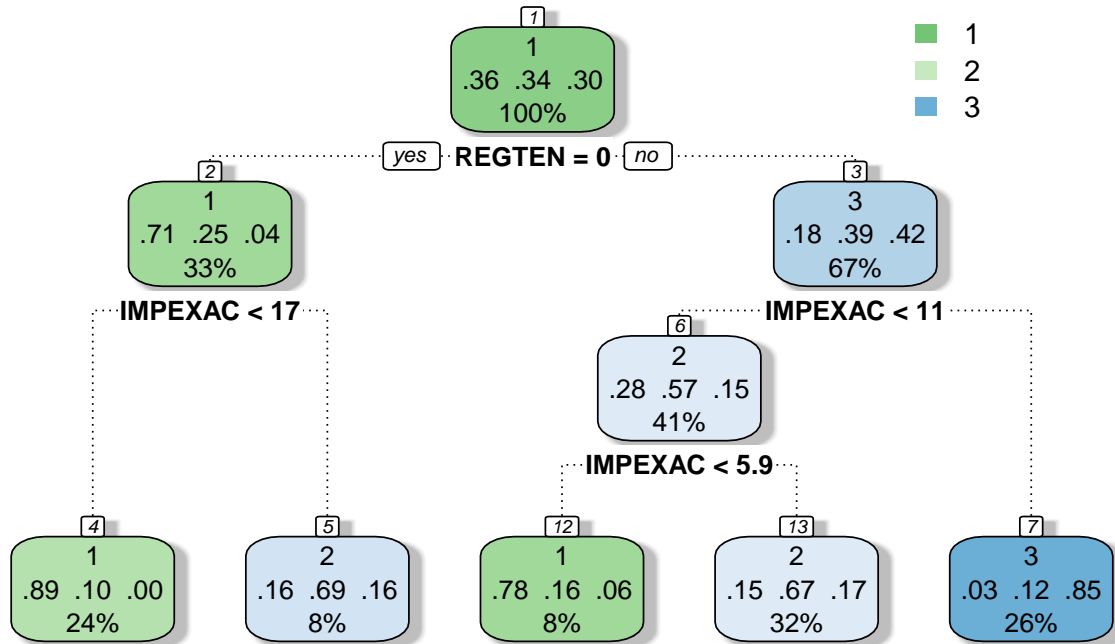 1
1
.36 .34 .30
100%
yes REGTEN = 0 no
1
2
3
2
1
.71 .25 .04
33%
IMPEXAC < 17
3
3
.18 .39 .42
67%
IMPEXAC < 11
6
2
.28 .57 .15
41%
IMPEXAC < 5.9
4
1
.89 .10 .00
24%
5
2
.16 .69 .16
8%
12
1
.78 .16 .06
8%
13
2
.15 .67 .17
32%
7
3
.03 .12 .85
26%